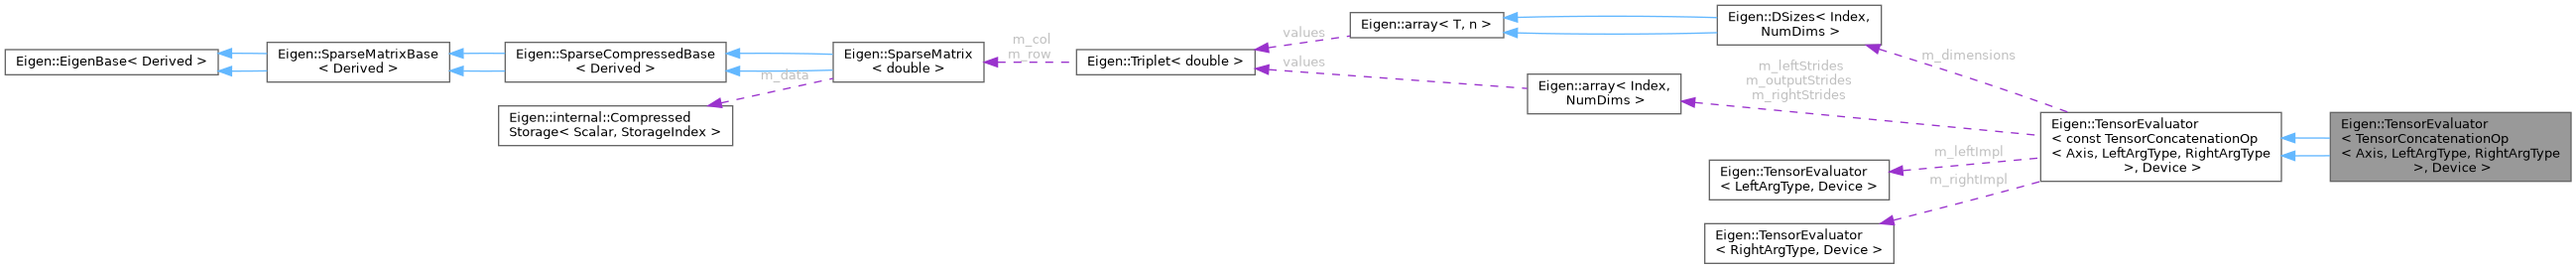 Eigen::EigenBase< Derived >
Eigen::SparseMatrixBase
< Derived >
Eigen::SparseCompressedBase
< Derived >
Eigen::internal::Compressed
Storage< Scalar, StorageIndex >
m_data
Eigen::SparseMatrix
< double >
m_col
m_row
Eigen::Triplet< double >
values
values
Eigen::array< T, n >
Eigen::array< Index,
NumDims >
Eigen::DSizes< Index,
NumDims >
m_dimensions
m_leftStrides
m_outputStrides
m_rightStrides
m_leftImpl
m_rightImpl
Eigen::TensorEvaluator
< LeftArgType, Device >
Eigen::TensorEvaluator
< RightArgType, Device >
Eigen::TensorEvaluator
< const TensorConcatenationOp
< Axis, LeftArgType, RightArgType
>, Device >
Eigen::TensorEvaluator
< TensorConcatenationOp
< Axis, LeftArgType, RightArgType
>, Device >